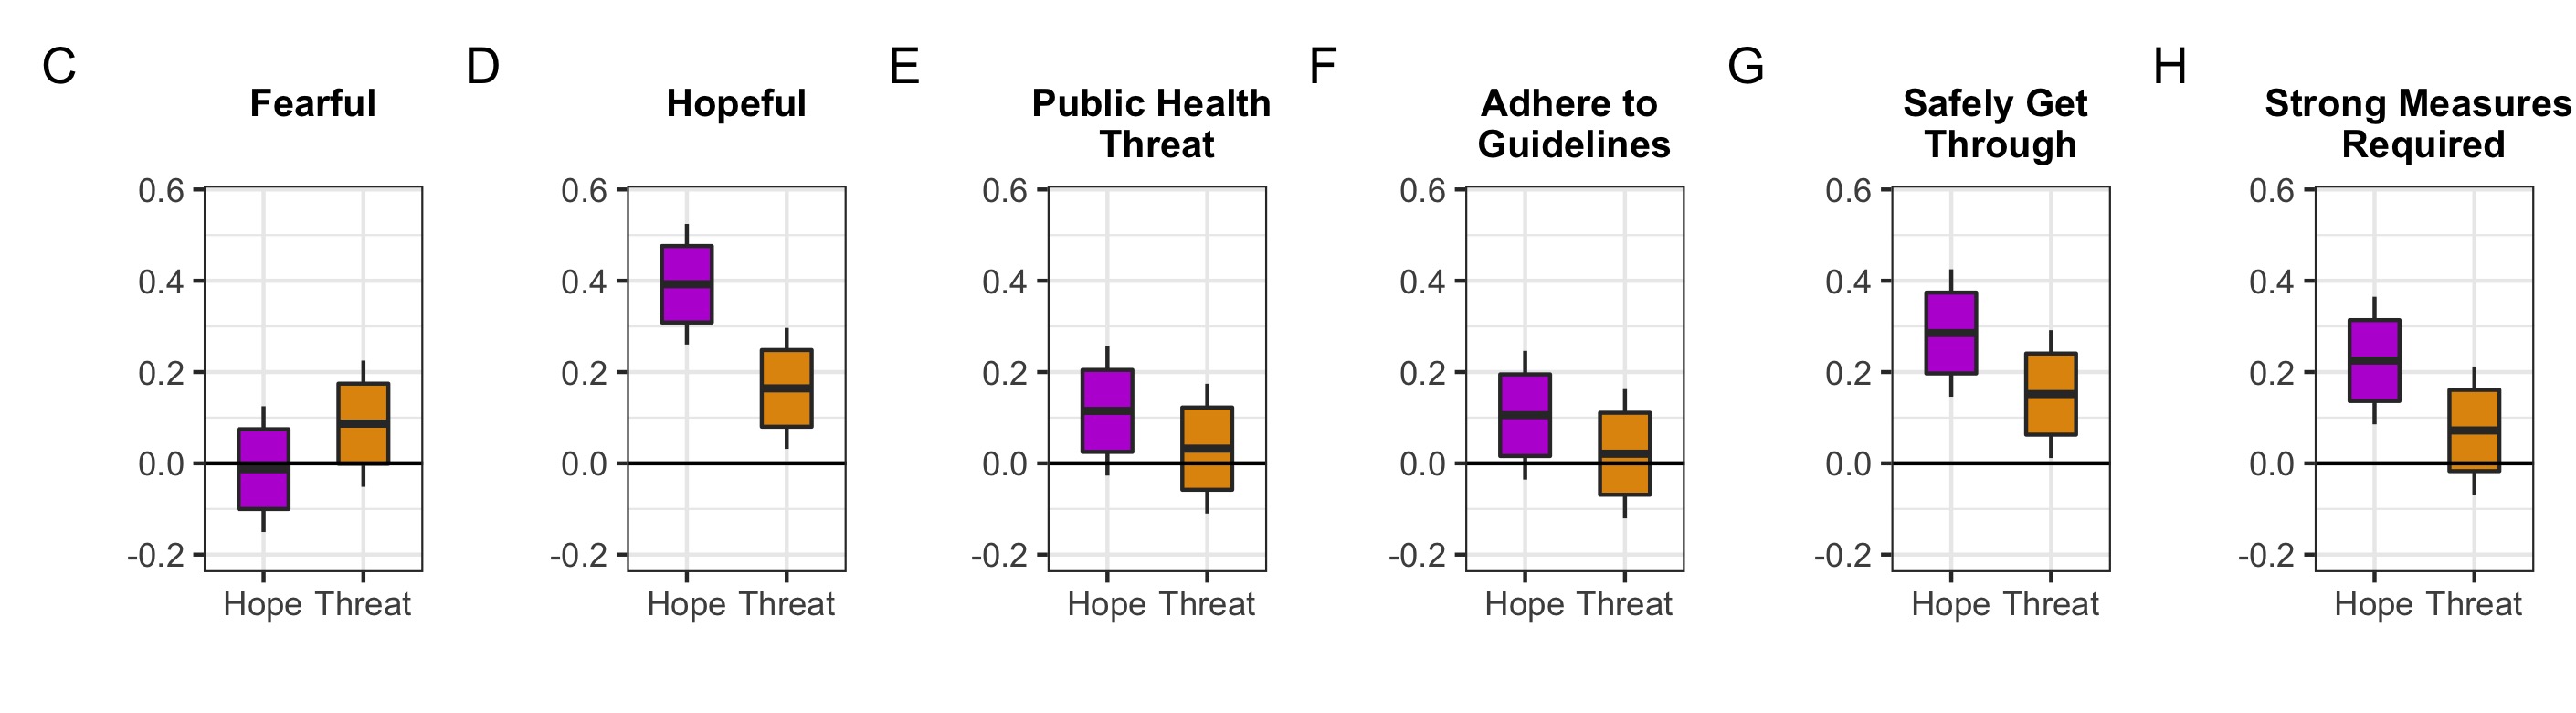 C
Fearful
0.6
0.4
0.2
0.0
-0.2
Hope Threat
D
Hopeful
0.6
0.4
0.2
0.0
-0.2
Hope Threat
E
Public Health
Threat
0.6
0.4
0.2
0.0
-0.2
Hope Threat
F
Adhere to
Guidelines
0.6
0.4
0.2
0.0
-0.2
Hope Threat
G
Safely Get
Through
0.6
0.4
0.2
0.0
-0.2
Hope Threat
H
Strong Measures
Required
0.6
0.4
0.2
0.0
-0.2
Hope Threat